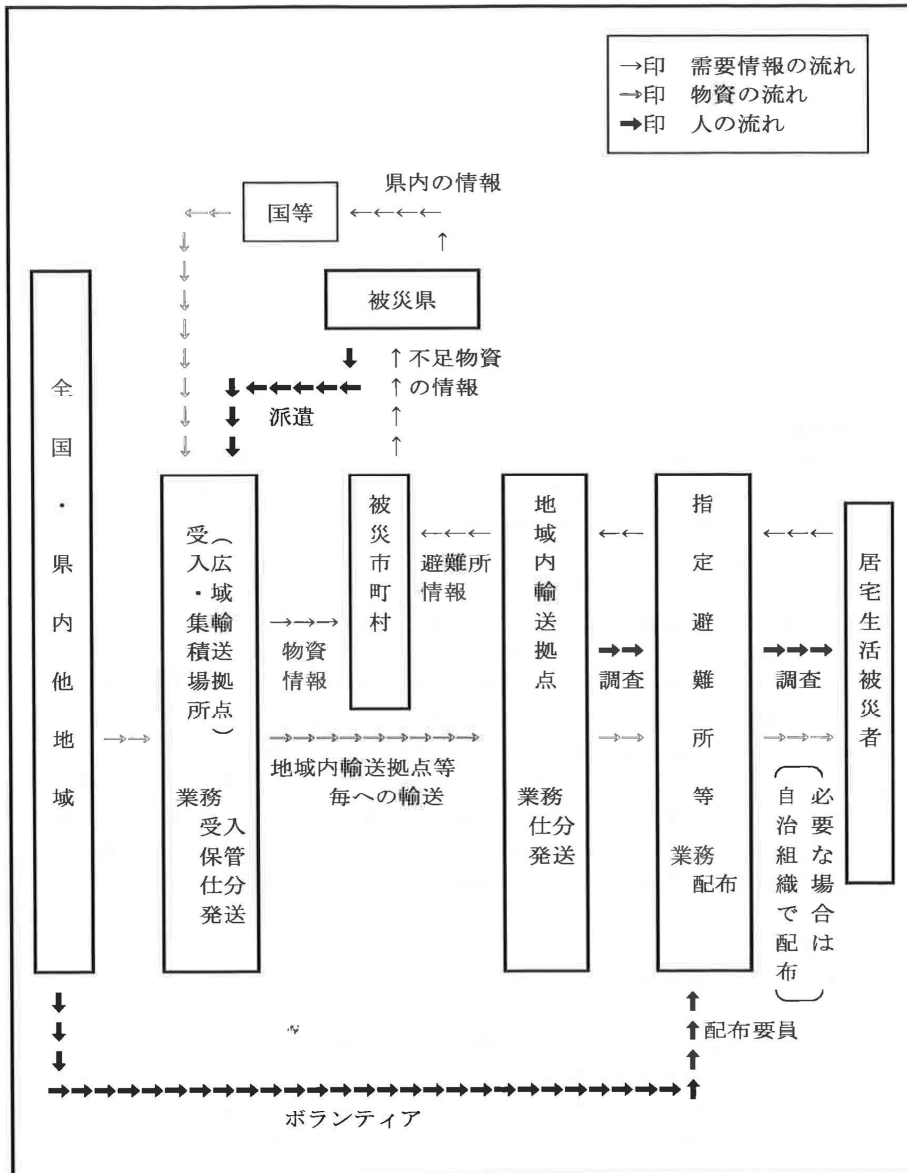 →印　需要情報の流れ
⇒印　物資の流れ
➡印　人の流れ
県内の情報
国等
被災県
不足物資
の情報
派遣
全国・県内他地域
受入・集積場所
（広域輸送拠点）
業務
受入
保管
仕分
発送
物資
情報
被災市町村
避難所
情報
地域内輸送拠点等
毎への輸送
地域内輸送拠点
業務
仕分
発送
調査
指定避難所等
業務
配布
調査
居宅生活被災者
（必要な場合は
自治組織で配布）
配布要員
ボランティア